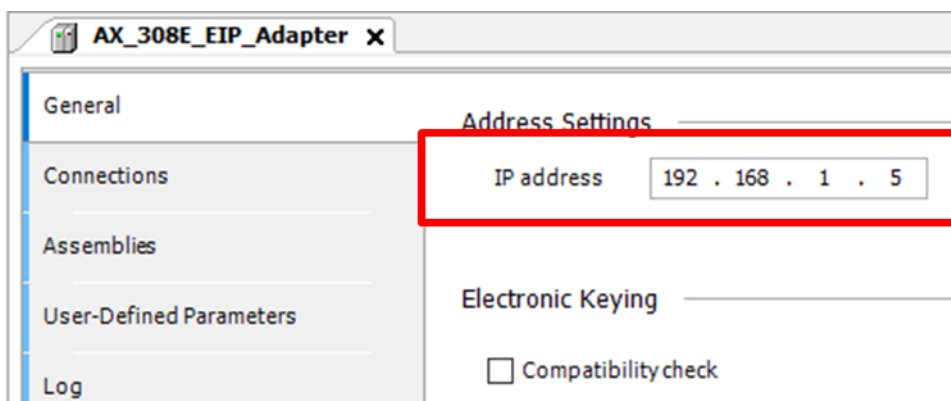 AX_308E_EIP_Adapter
General
Connections
Assemblies
User-Defined Parameters
Log
Address Settings
IP address 192 . 168 . 1 . 5
Electronic Keying
Compatibility check